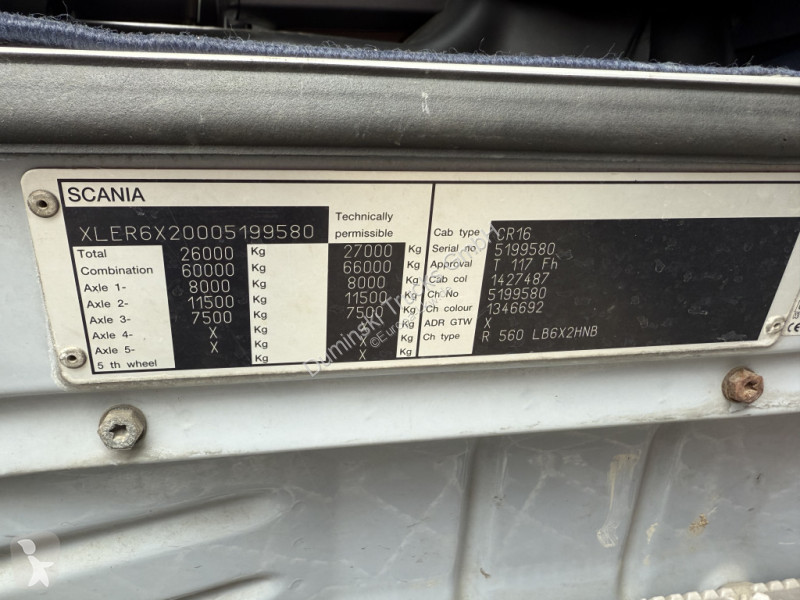 SCANIA
XLER6X20005199580
Technically permissible
Total 26000 Kg 27000 Kg
Combination 60000 Kg 66000 Kg
Axle 1- 8000 Kg 8000 Kg
Axle 2- 11500 Kg 11500 Kg
Axle 3- 7500 Kg 7500 Kg
Axle 4- X Kg Kg
Axle 5- X Kg Kg
5 th wheel Kg X Kg
Cab type CR16
Serial no 5199580
Approval T 117 Fh
Cab col 1427487
Ch No 5199580
Ch colour 1346692
ADR GTW X
Ch type R 560 LB6X2HNB
Duminski Trucks GmbH